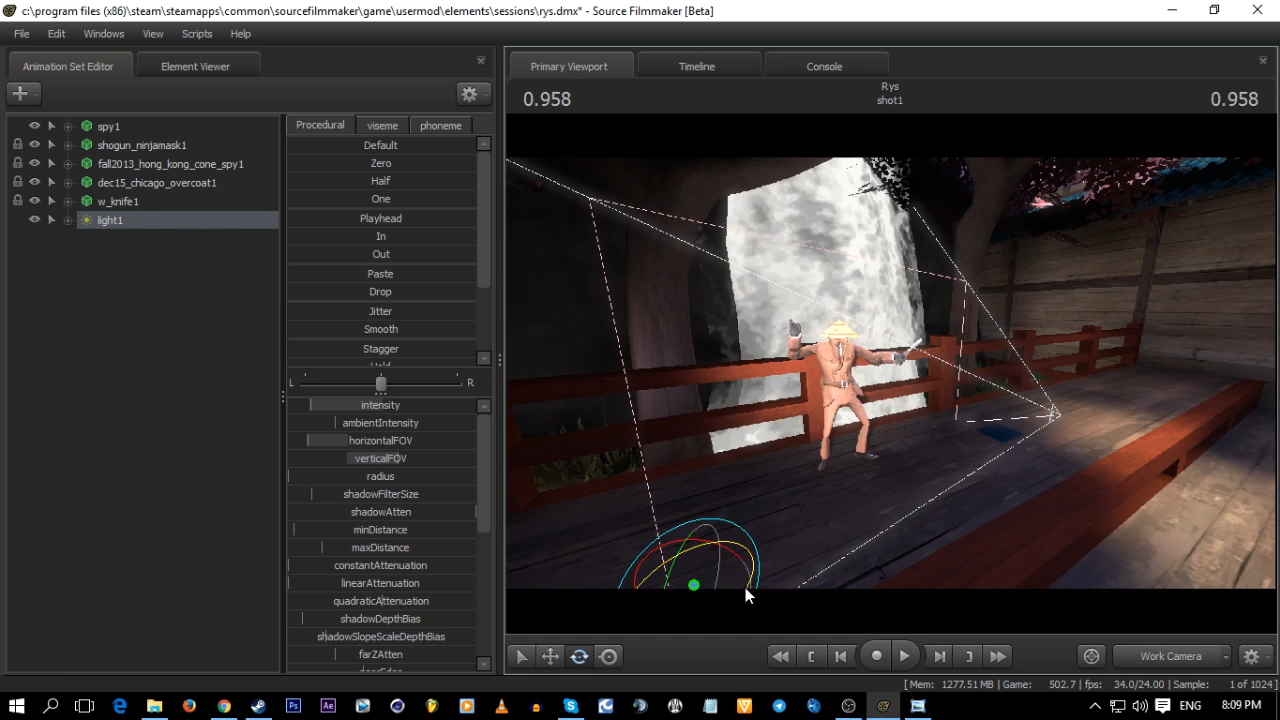 c:\program files (x86)\steam\steamapps\common\sourcefilmmaker\game\usermod\elements\sessions\rys.dmx* - Source Filmmaker [Beta]
File Edit Windows View Scripts Help
Animation Set Editor Element Viewer
Primary Viewport Timeline Console
0.958 Rys 0.958
shot1
spy1
shogun_ninjamask1
fall2013_hong_kong_cone_spy1
dec15_chicago_overcoat1
w_knife1
light1
Procedural viseme phoneme
Default
Zero
Half
One
Playhead
In
Out
Paste
Drop
Jitter
Smooth
Stagger
L R
intensity
ambientIntensity
horizontalFOV
verticalFOV
radius
shadowFilterSize
shadowAtten
minDistance
maxDistance
constantAttenuation
linearAttenuation
quadraticAttenuation
shadowDepthBias
shadowSlopeScaleDepthBias
farZAtten
Work Camera
[Mem: 1277.51 MB | Game: 502.7 | fps: 34.0/24.00 | Sample: 1 of 1024]
Ps Ae ENG 8:09 PM